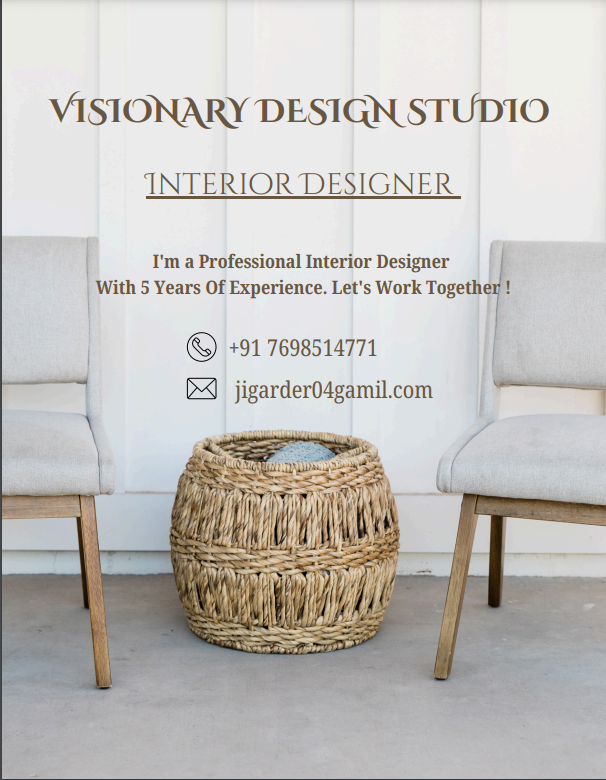 VISIONARY DESIGN STUDIO
INTERIOR DESIGNER
I'm a Professional Interior Designer
With 5 Years Of Experience. Let's Work Together !
+91 7698514771
jigarder04gamil.com